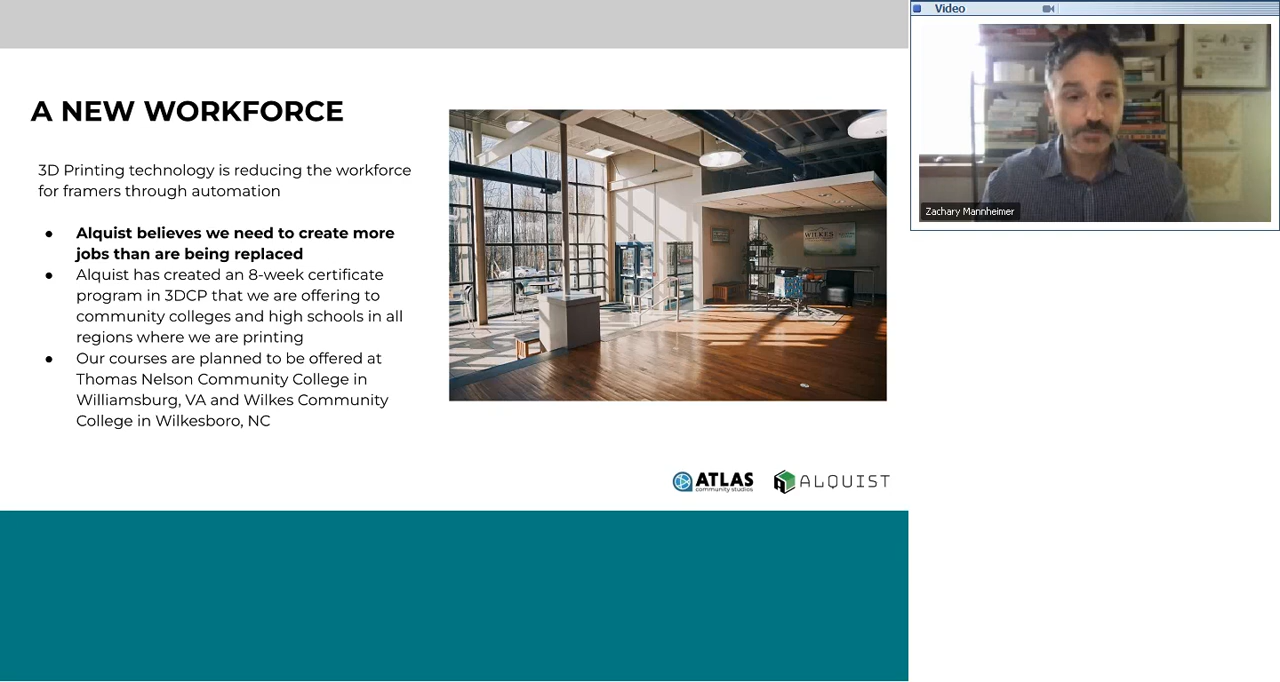 Video
A NEW WORKFORCE
3D Printing technology is reducing the workforce
for framers through automation
● Alquist believes we need to create more
jobs than are being replaced
● Alquist has created an 8-week certificate
program in 3DCP that we are offering to
community colleges and high schools in all
regions where we are printing
● Our courses are planned to be offered at
Thomas Nelson Community College in
Williamsburg, VA and Wilkes Community
College in Wilkesboro, NC
WILKES
ATLAS
community studios
ALQUIST
Zachary Mannheimer